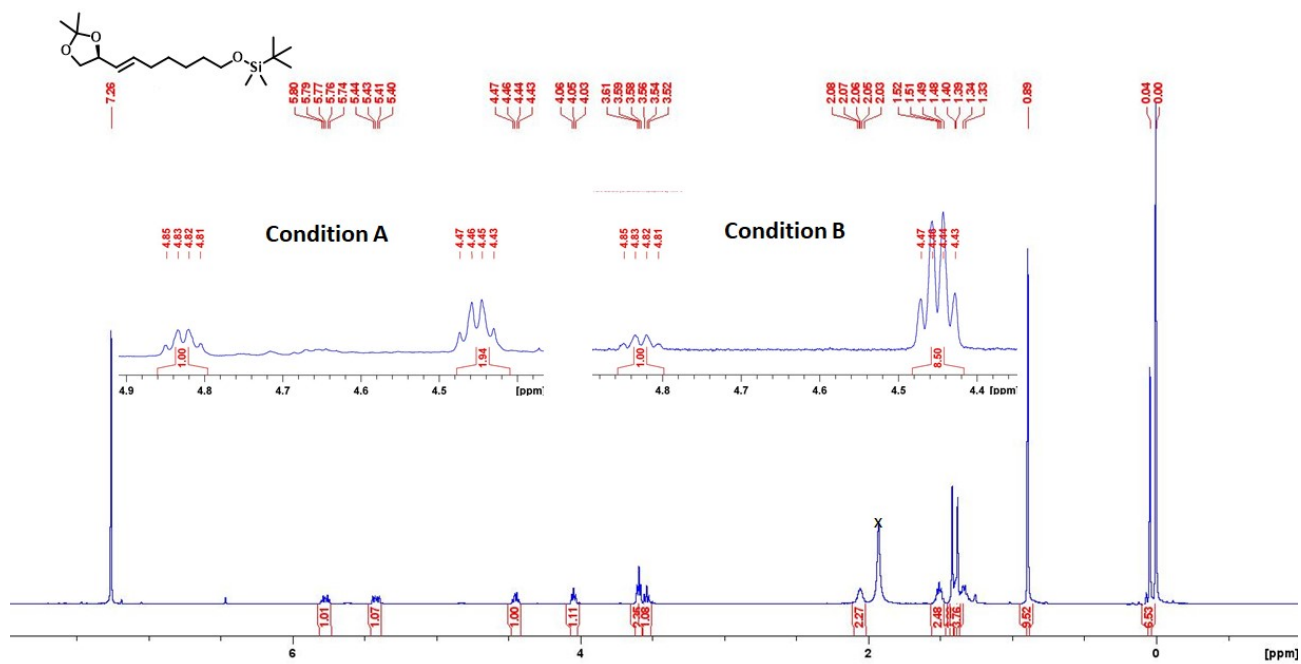 O
O
O
Si
7.26 5.80 5.79 5.77 5.76 5.74 5.44 5.43 5.41 5.40 4.47 4.46 4.44 4.43 4.06 4.05 4.03 3.61 3.59 3.58 3.56 3.54 3.52 2.08 2.07 2.06 2.05 2.03 1.52 1.51 1.49 1.48 1.40 1.39 1.34 1.33 0.89 0.04 0.00
Condition A
4.85 4.83 4.82 4.81 4.47 4.46 4.45 4.43
1.00 1.94
4.9 4.8 4.7 4.6 4.5 [ppm]
Condition B
4.85 4.83 4.82 4.81 4.47 4.46 4.44 4.43
1.00 8.50
4.8 4.7 4.6 4.5 4.4 [ppm]
x
1.01 1.07 1.00 1.11 1.08 2.27 2.48 3.76 9.52 6.53
6 4 2 0 [ppm]